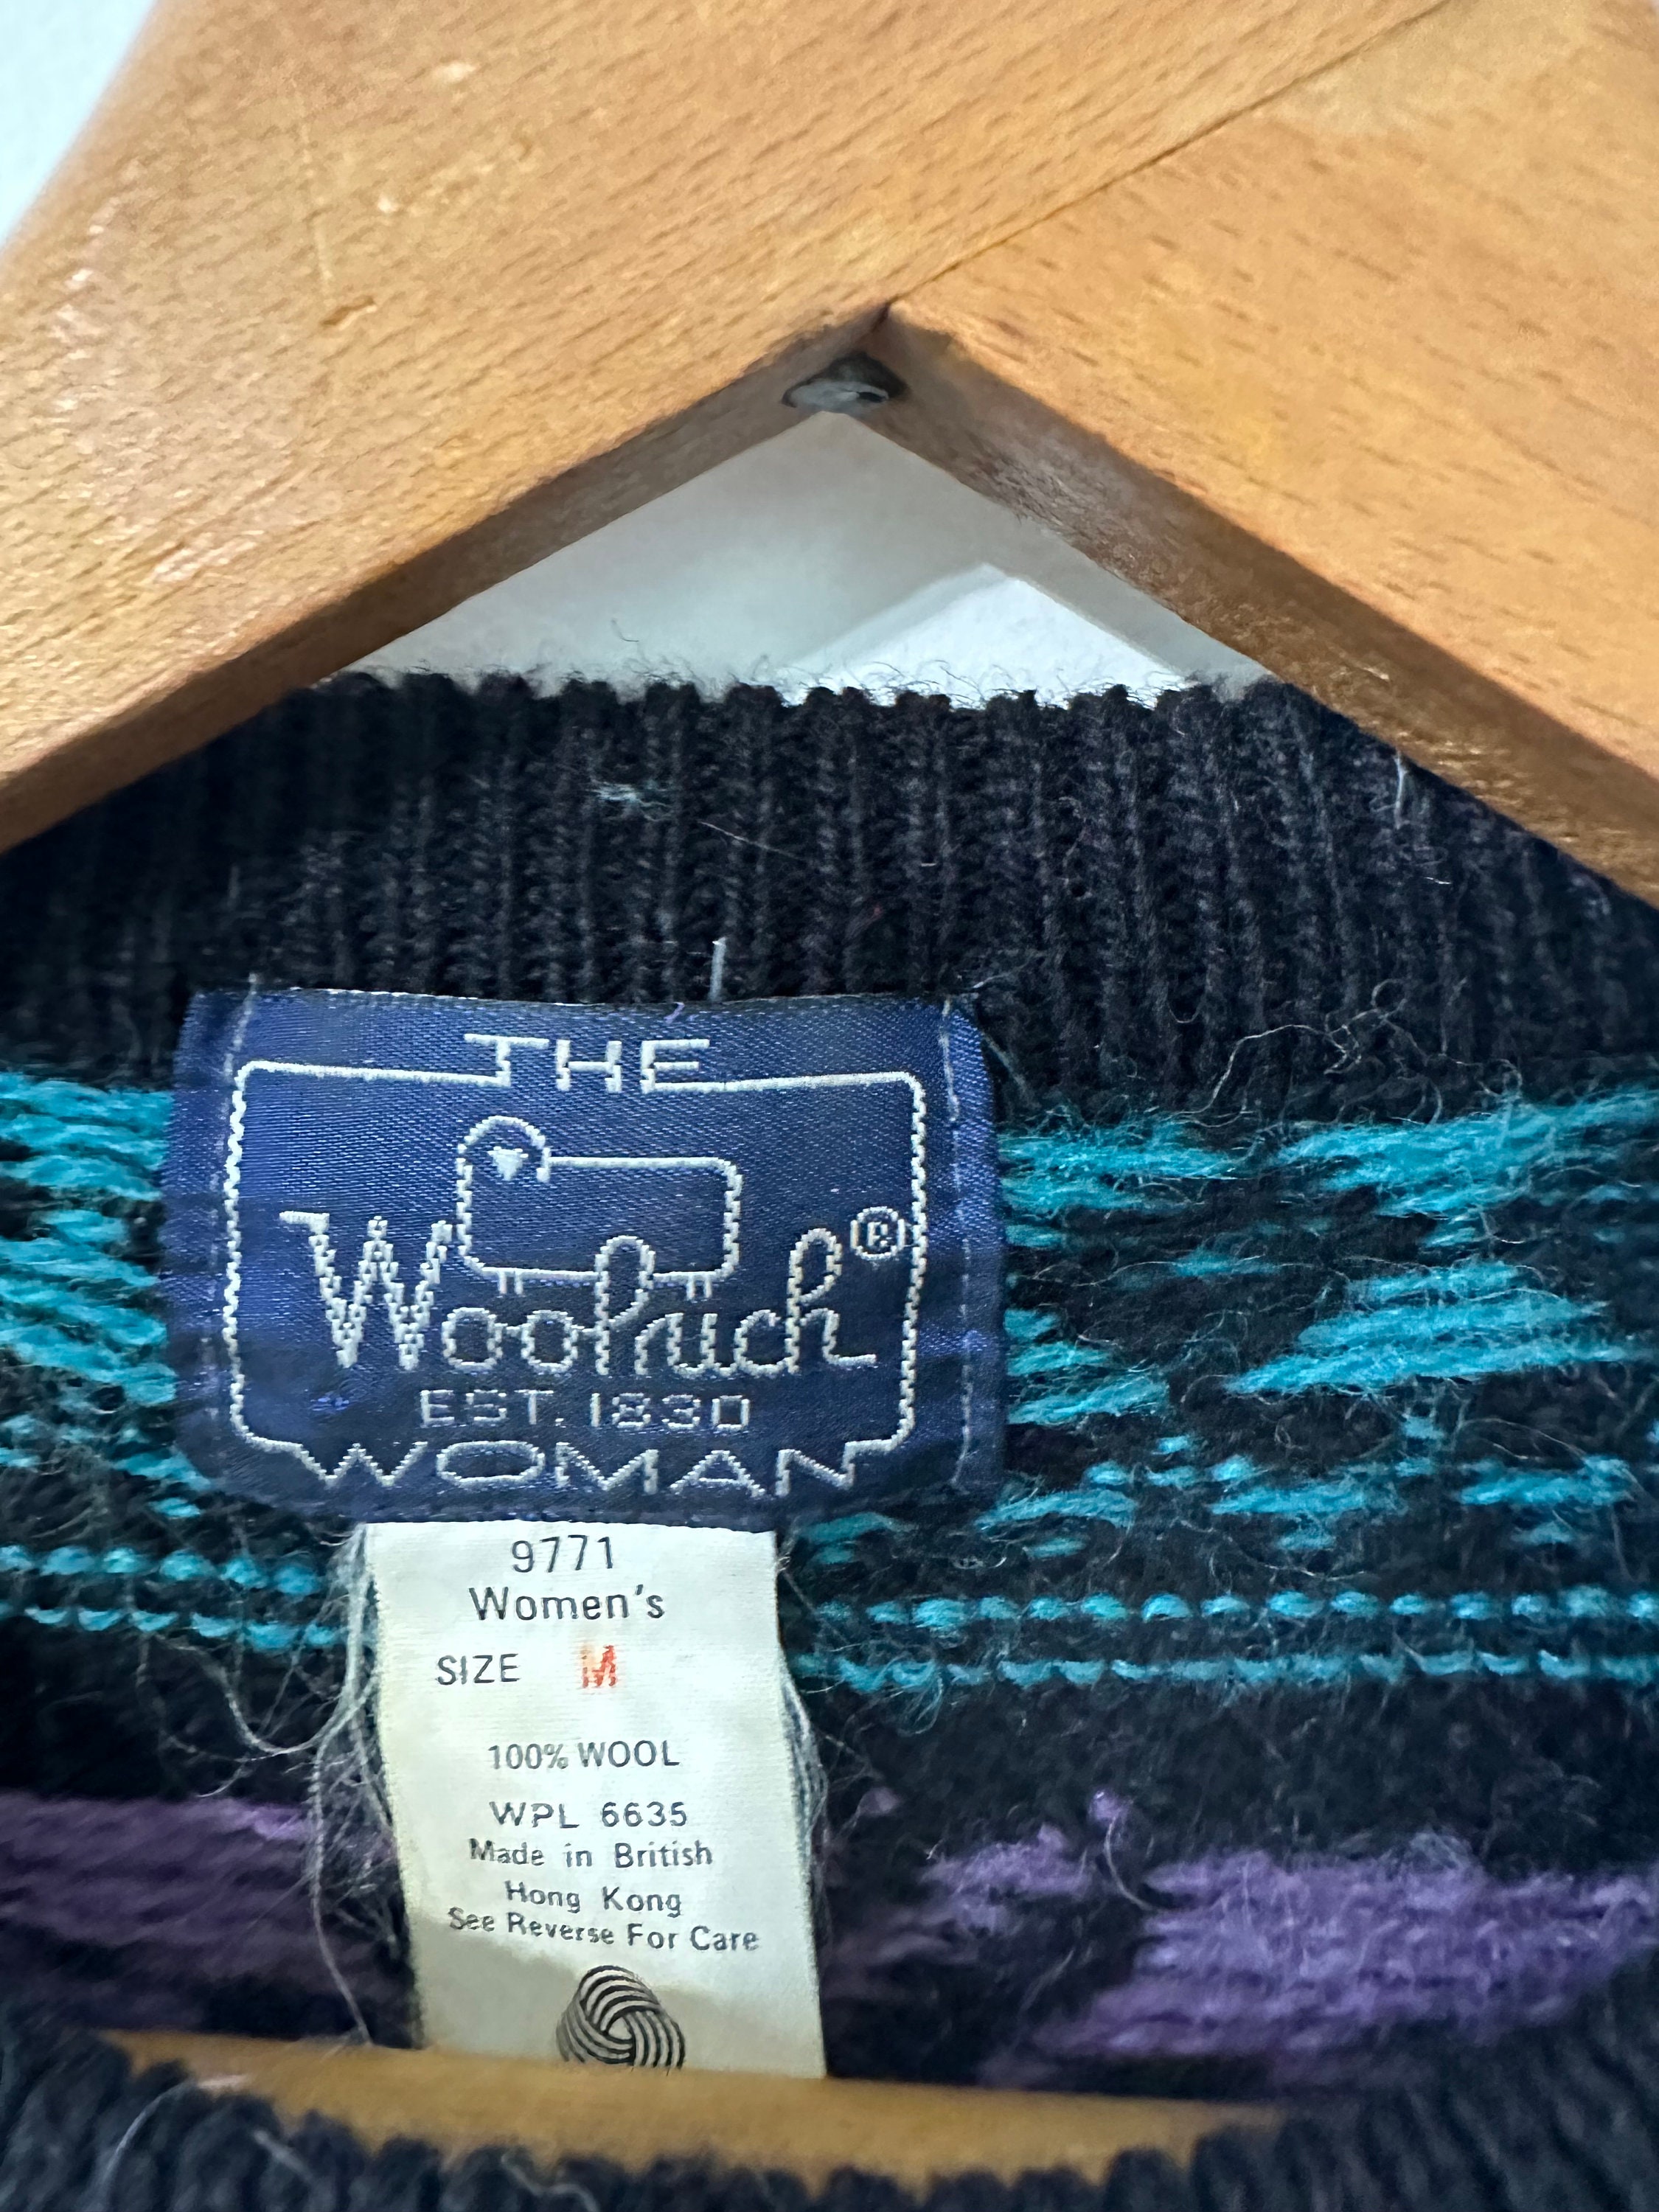 THE
Woolrich®
EST. 1830
WOMAN
9771
Women's
SIZE M
100% WOOL
WPL 6635
Made in British
Hong Kong
See Reverse For Care